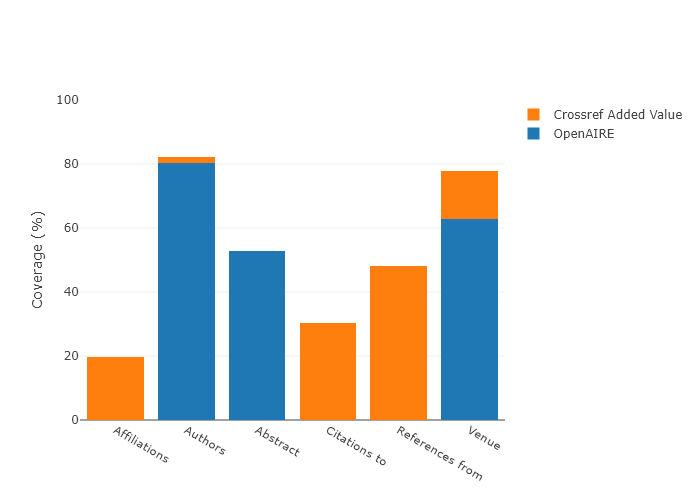 100
80
60
40
20
0
Coverage (%)
Affiliations
Authors
Abstract
Citations to
References from
Venue
Crossref Added Value
OpenAIRE